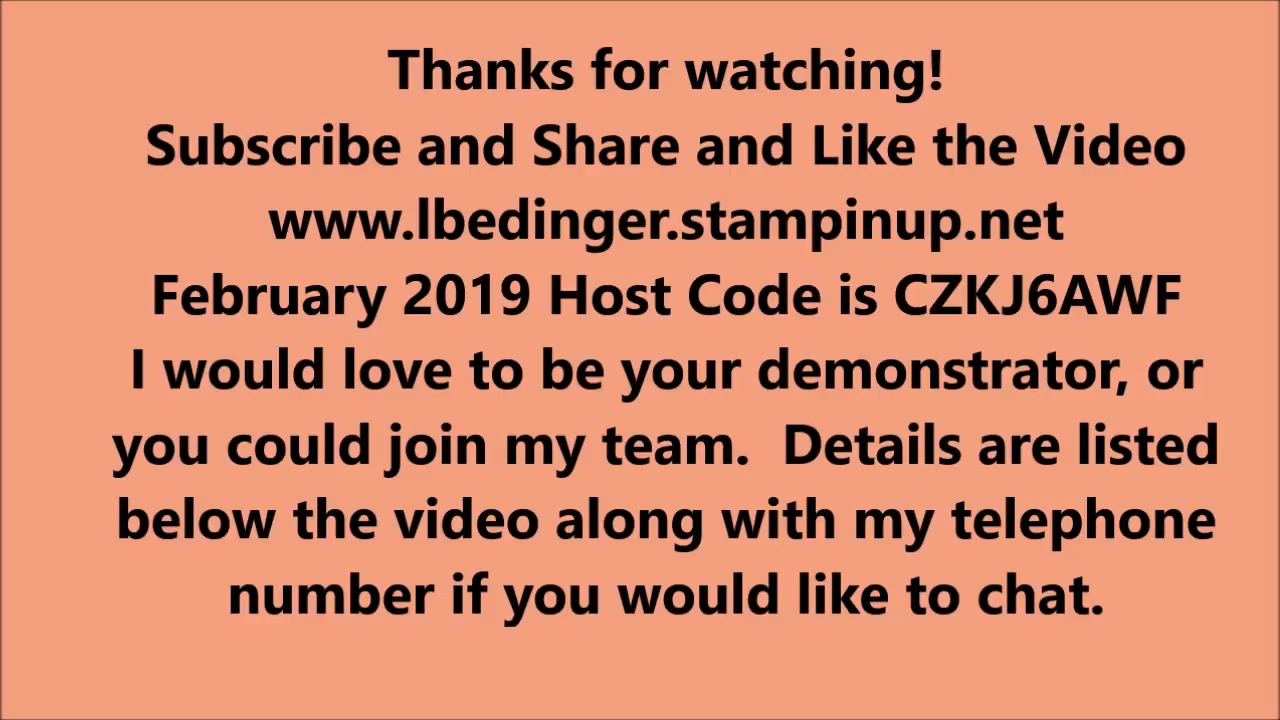 Thanks for watching!
Subscribe and Share and Like the Video
www.lbedinger.stampinup.net
February 2019 Host Code is CZKJ6AWF
I would love to be your demonstrator, or
you could join my team.  Details are listed
below the video along with my telephone
number if you would like to chat.